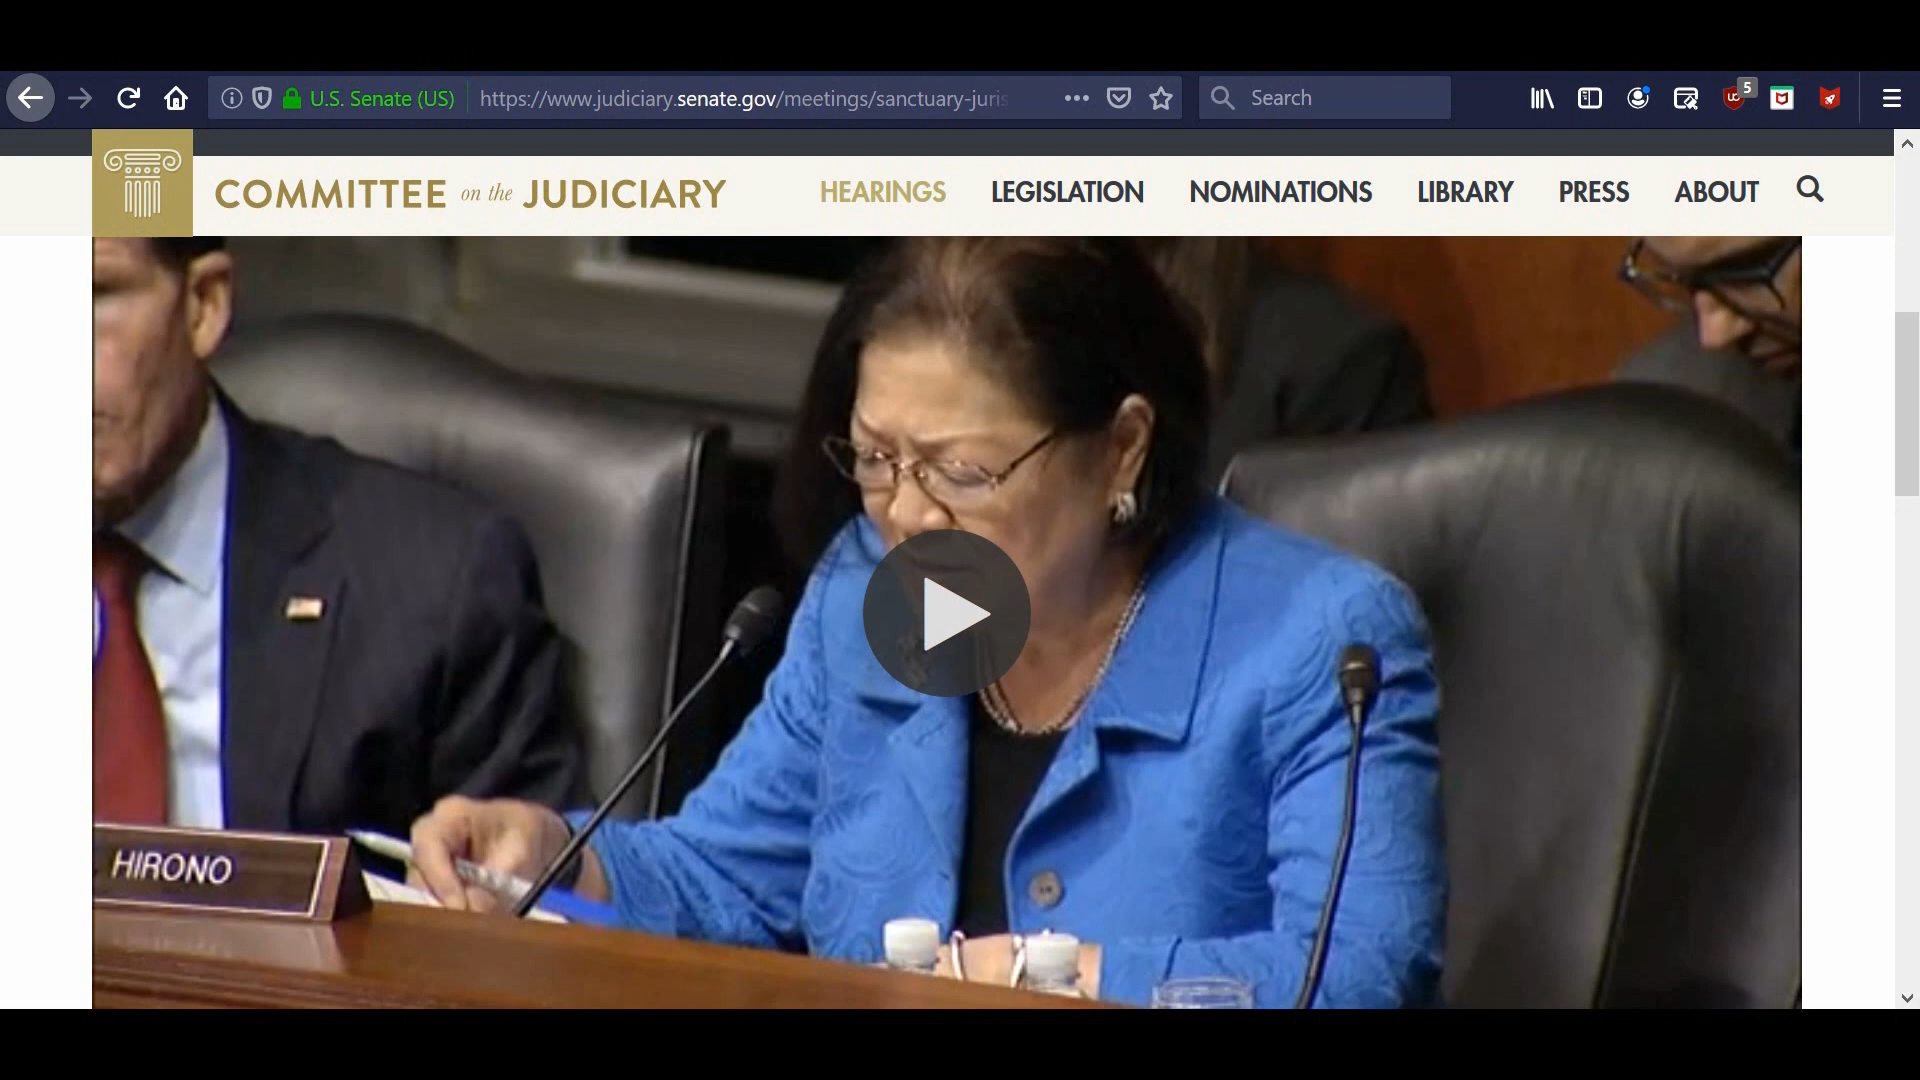 U.S. Senate (US) https://www.judiciary.senate.gov/meetings/sanctuary-juris
Search
5
COMMITTEE on the JUDICIARY
HEARINGS LEGISLATION NOMINATIONS LIBRARY PRESS ABOUT
HIRONO